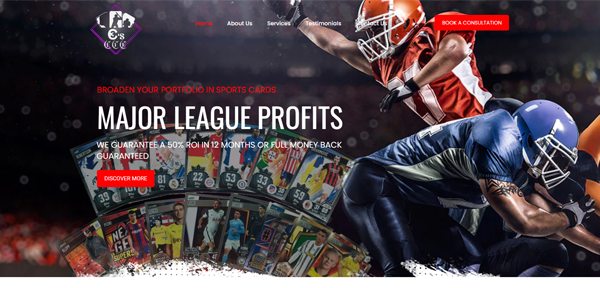 Home About Us Services Testimonials Contact Us BOOK A CONSULTATION
C's
CCC
BROADEN YOUR PORTFOLIO IN SPORTS CARDS
MAJOR LEAGUE PROFITS
WE GUARANTEE A 50% ROI IN 12 MONTHS OR FULL MONEY BACK
GUARANTEED
DISCOVER MORE